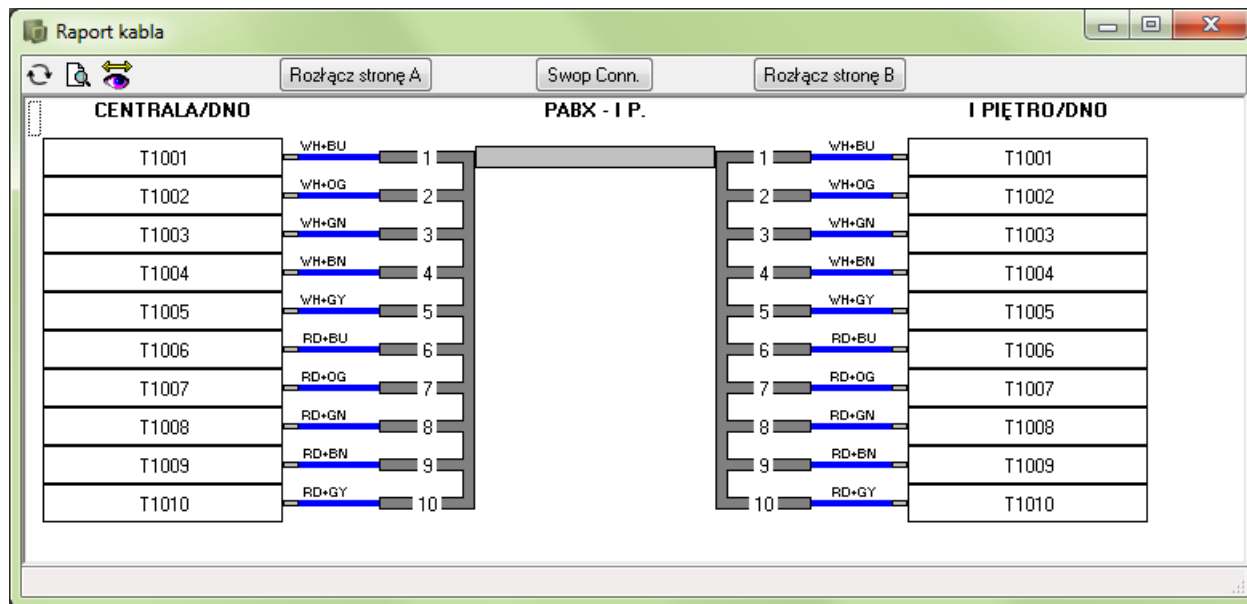 Raport kabla
Rozłącz stronę A Swop Conn. Rozłącz stronę B
CENTRALA/DNO PABX - I P. I PIĘTRO/DNO
T1001 WH+BU 1 1 WH+BU T1001
T1002 WH+OG 2 2 WH+OG T1002
T1003 WH+GN 3 3 WH+GN T1003
T1004 WH+BN 4 4 WH+BN T1004
T1005 WH+GY 5 5 WH+GY T1005
T1006 RD+BU 6 6 RD+BU T1006
T1007 RD+OG 7 7 RD+OG T1007
T1008 RD+GN 8 8 RD+GN T1008
T1009 RD+BN 9 9 RD+BN T1009
T1010 RD+GY 10 10 RD+GY T1010